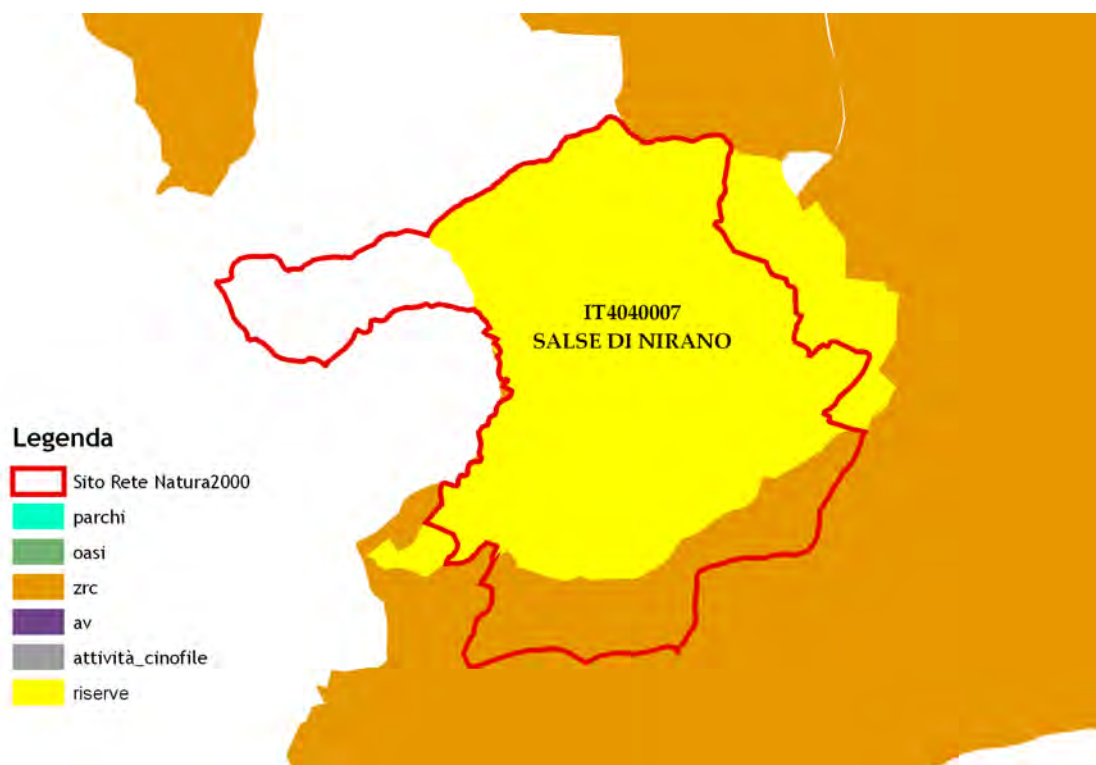 IT4040007
SALSE DI NIRANO
Legenda
Sito Rete Natura2000
parchi
oasi
zrc
av
attività_cinofile
riserve